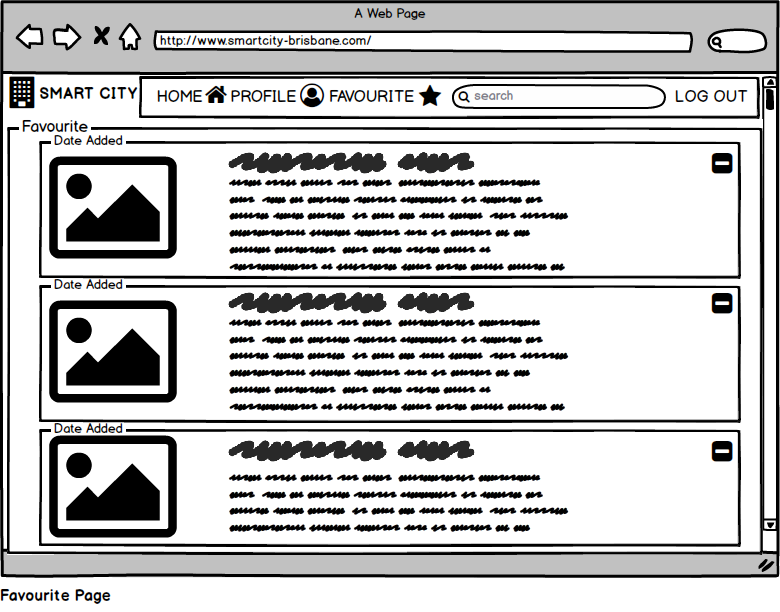 A Web Page
http://www.smartcity-brisbane.com/
SMART CITY HOME PROFILE FAVOURITE search LOG OUT
Favourite
Date Added
Date Added
Date Added
Favourite Page